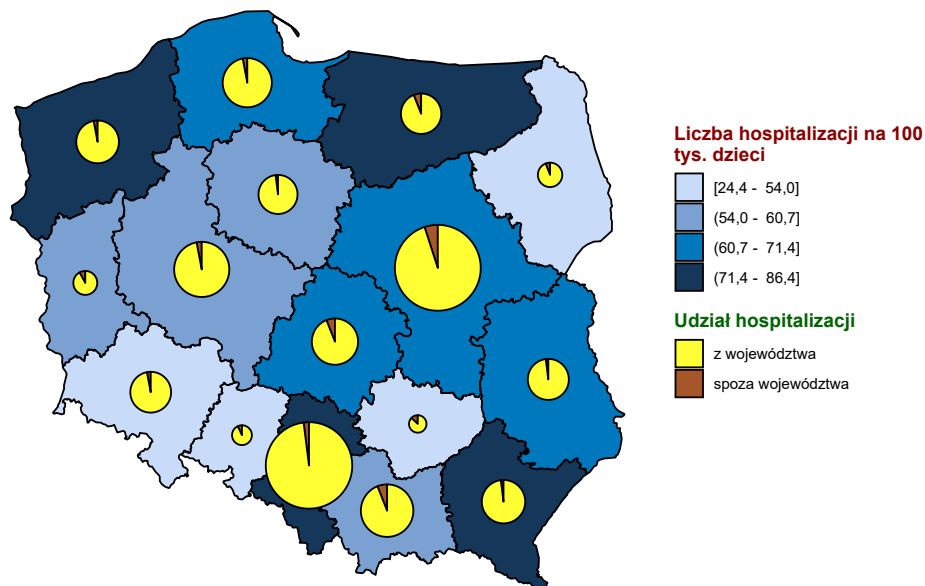 Liczba hospitalizacji na 100
tys. dzieci
[24,4 - 54,0]
(54,0 - 60,7]
(60,7 - 71,4]
(71,4 - 86,4]
Udział hospitalizacji
z województwa
spoza województwa